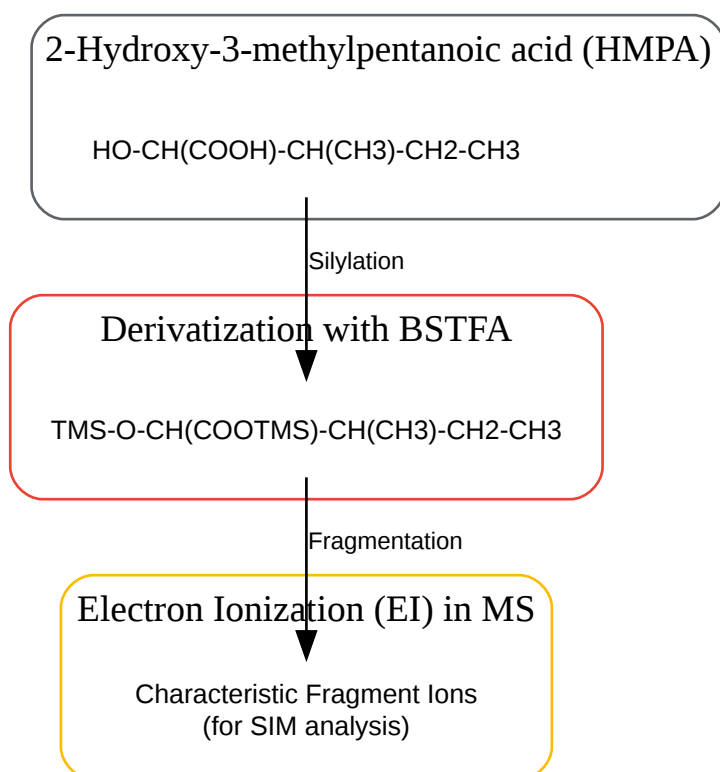 2-Hydroxy-3-methylpentanoic acid (HMPA)
HO-CH(COOH)-CH(CH3)-CH2-CH3
Silylation
Derivatization with BSTFA
TMS-O-CH(COOTMS)-CH(CH3)-CH2-CH3
Fragmentation
Electron Ionization (EI) in MS
Characteristic Fragment Ions
(for SIM analysis)